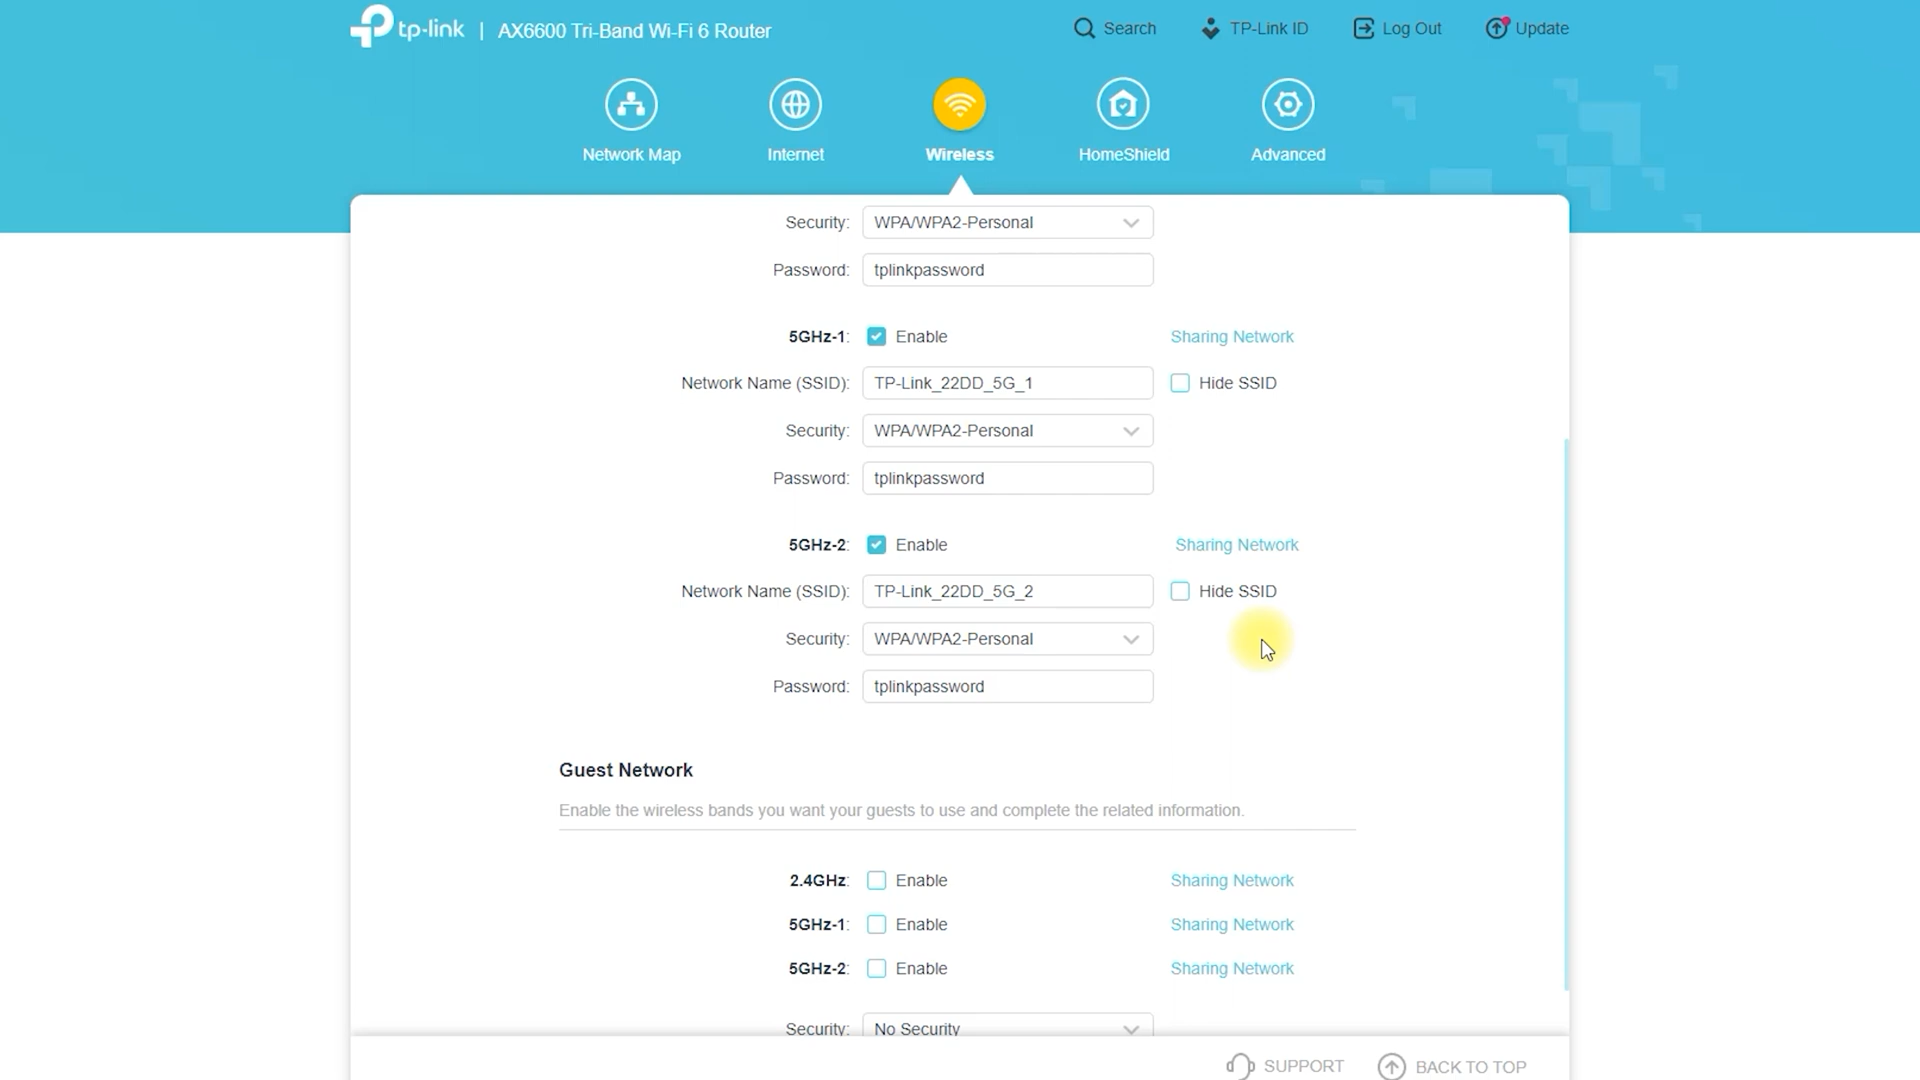 tp-link | AX6600 Tri-Band Wi-Fi 6 Router
Search
TP-Link ID
Log Out
Update
Network Map
Internet
Wireless
HomeShield
Advanced
Security: WPA/WPA2-Personal
Password: tplinkpassword
5GHz-1: Enable Sharing Network
Network Name (SSID): TP-Link_22DD_5G_1 Hide SSID
Security: WPA/WPA2-Personal
Password: tplinkpassword
5GHz-2: Enable Sharing Network
Network Name (SSID): TP-Link_22DD_5G_2 Hide SSID
Security: WPA/WPA2-Personal
Password: tplinkpassword
Guest Network
Enable the wireless bands you want your guests to use and complete the related information.
2.4GHz: Enable Sharing Network
5GHz-1: Enable Sharing Network
5GHz-2: Enable Sharing Network
Security: No Security
SUPPORT
BACK TO TOP